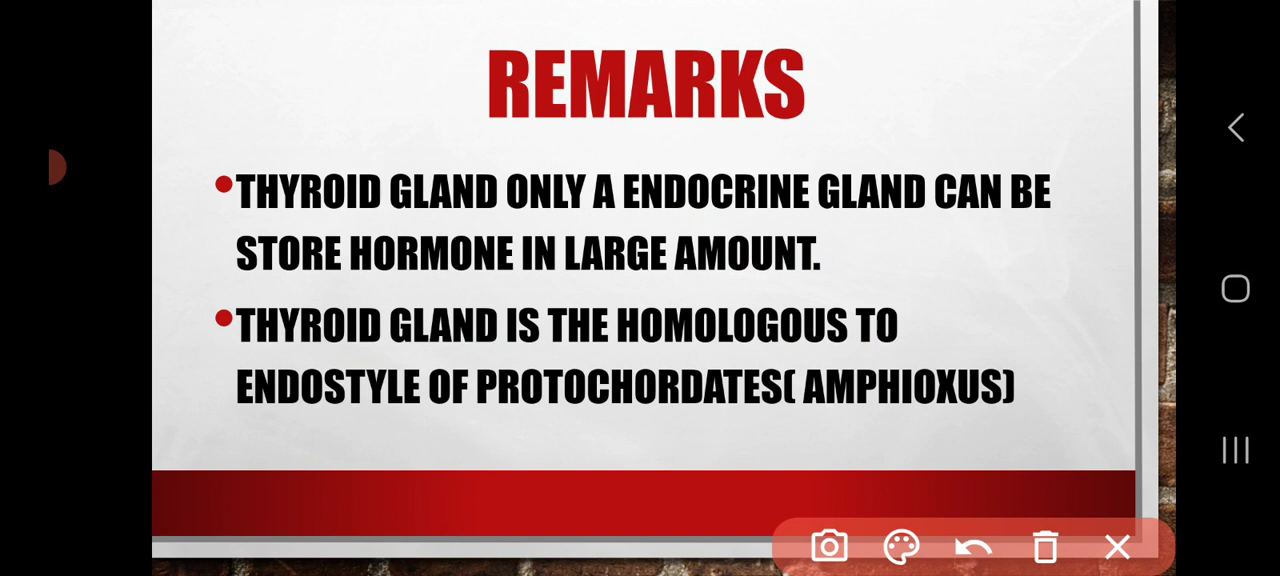 REMARKS
•THYROID GLAND ONLY A ENDOCRINE GLAND CAN BE
STORE HORMONE IN LARGE AMOUNT.
•THYROID GLAND IS THE HOMOLOGOUS TO
ENDOSTYLE OF PROTOCHORDATES( AMPHIOXUS)